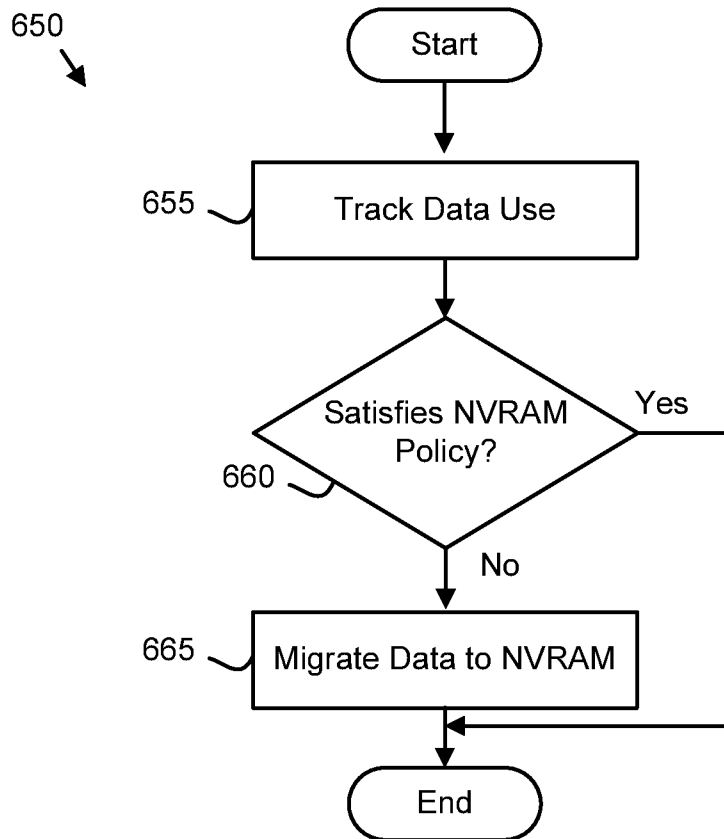 650
Start
655
Track Data Use
Satisfies NVRAM
Policy?
Yes
660
No
665
Migrate Data to NVRAM
End